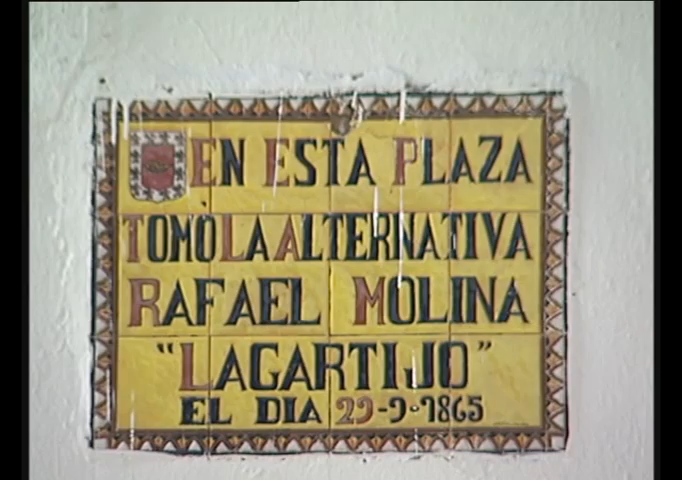 EN ESTA PLAZA
TOMO LA ALTERNATIVA
RAFAEL MOLINA
"LAGARTIJO"
EL DIA 29-9-1865